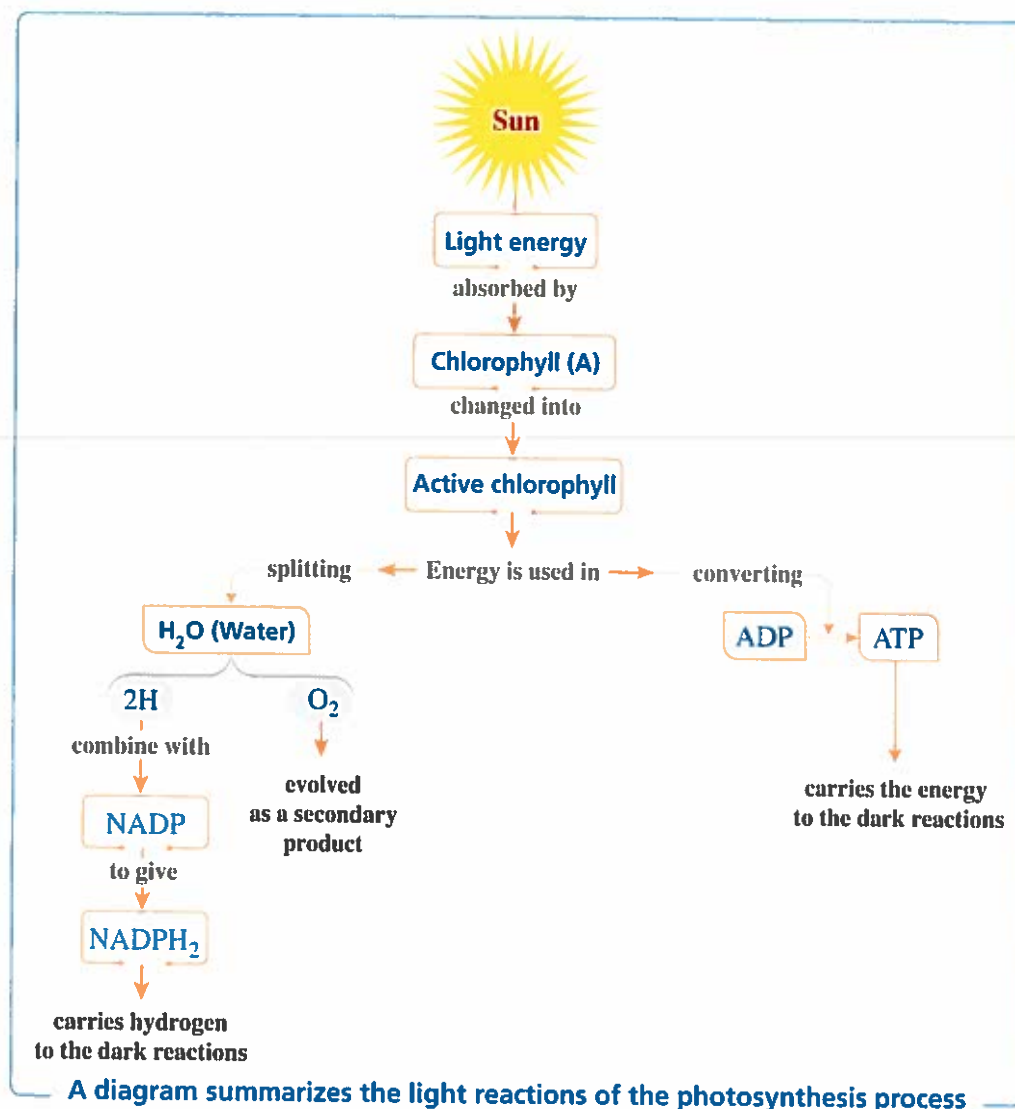 Sun
Light energy
absorbed by
Chlorophyll (A)
changed into
Active chlorophyll
splitting
Energy is used in
converting
H₂O (Water)
ADP
ATP
2H
O₂
combine with
evolved
as a secondary
product
carries the energy
to the dark reactions
NADP
to give
NADPH₂
carries hydrogen
to the dark reactions
A diagram summarizes the light reactions of the photosynthesis process